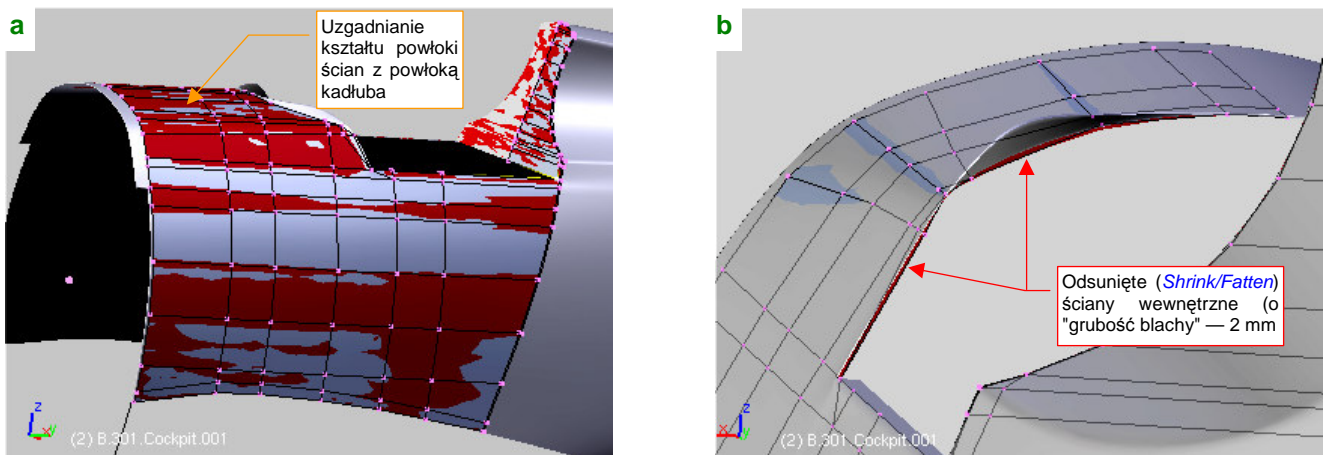 a
Uzgadnianie
kształtu powłoki
ścian z powłoką
kadłuba
z
x
y
(2) B.301.Cockpit.001
b
Odsunięte (Shrink/Fatten)
ściany wewnętrzne (o
"grubość blachy" — 2 mm
z
x
y
(2) B.301.Cockpit.001